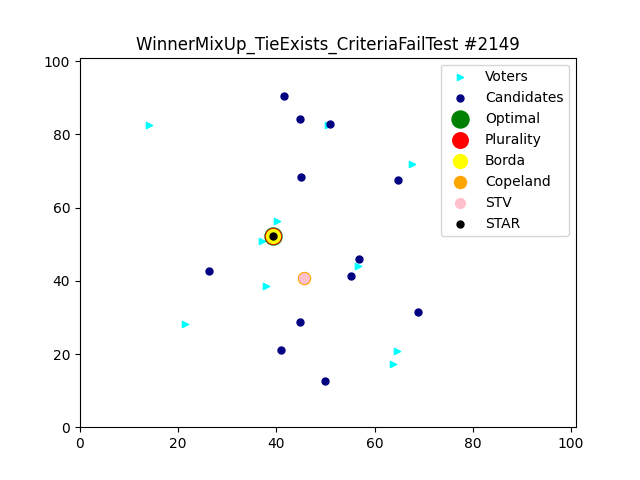 WinnerMixUp_TieExists_CriteriaFailTest #2149
100
80
60
40
20
0
0
20
40
60
80
100
Voters
Candidates
Optimal
Plurality
Borda
Copeland
STV
STAR